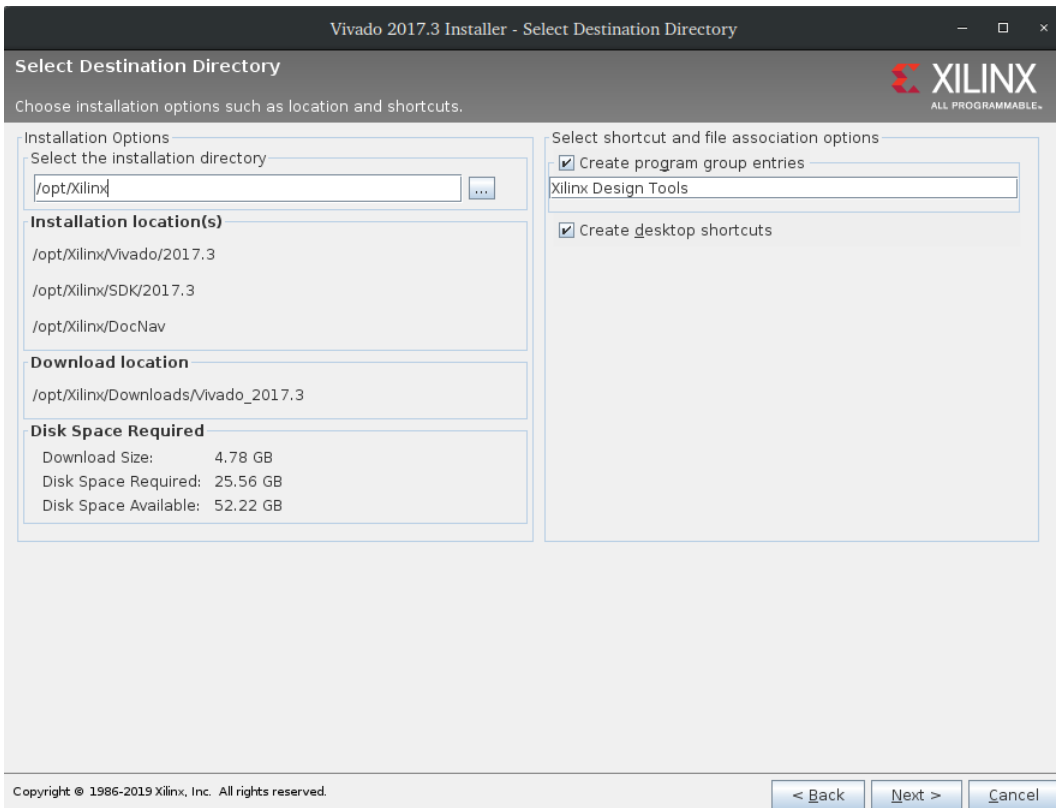 Vivado 2017.3 Installer - Select Destination Directory
Select Destination Directory
Choose installation options such as location and shortcuts.
XILINX
ALL PROGRAMMABLE™
Installation Options
Select the installation directory
/opt/Xilinx
...
Installation location(s)
/opt/Xilinx/Vivado/2017.3
/opt/Xilinx/SDK/2017.3
/opt/Xilinx/DocNav
Download location
/opt/Xilinx/Downloads/Vivado_2017.3
Disk Space Required
Download Size: 4.78 GB
Disk Space Required: 25.56 GB
Disk Space Available: 52.22 GB
Select shortcut and file association options
Create program group entries
Xilinx Design Tools
Create desktop shortcuts
Copyright © 1986-2019 Xilinx, Inc. All rights reserved.
< Back
Next >
Cancel